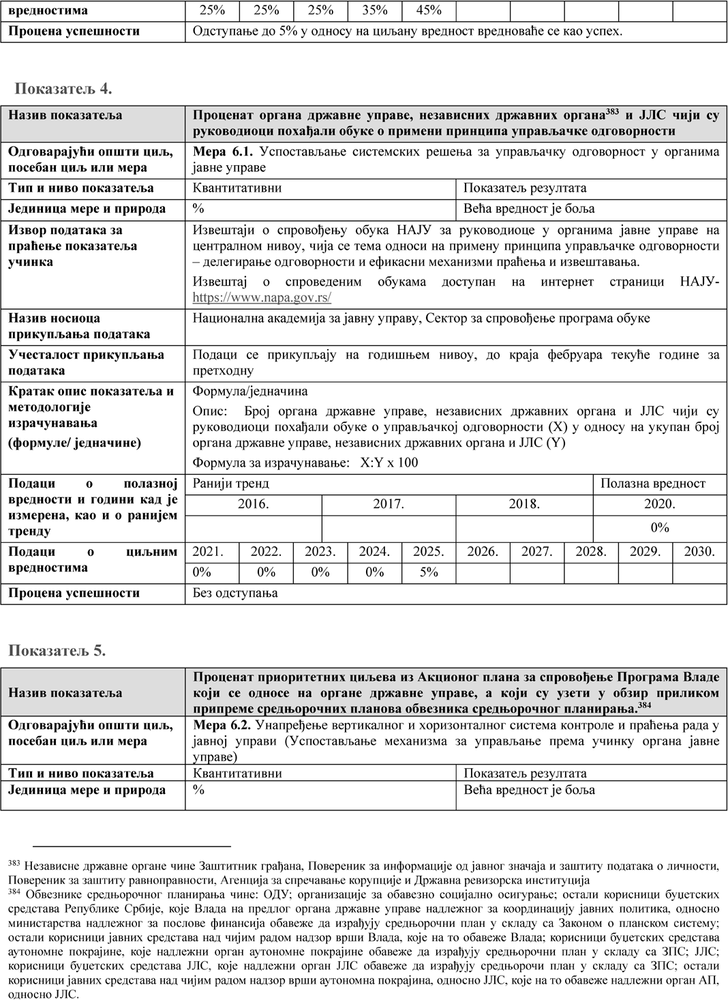 вредностима 25% 25% 25% 35% 45%
Процена успешности Одступање до 5% у односу на циљану вредност вредноваће се као успех.
Показатељ 4.
Назив показатеља Проценат органа државне управе, независних државних органа383 и ЈЛС чији су
руководиоци похађали обуке о примени принципа управљачке одговорности
Одговарајући општи циљ,
посебан циљ или мера
Мера 6.1. Успостављање системских решења за управљачку одговорност у органима
јавне управе
Тип и ниво показатеља Квантитативни Показатељ резултата
Јединица мере и природа % Већа вредност је боља
Извор података за
праћење показатеља
учинка
Извештаји о спровођењу обука НАЈУ за руководиоце у органима јавне управе на
централном нивоу, чија се тема односи на примену принципа управљачке одговорности
– делегирање одговорности и ефикасни механизми праћења и извештавања.
Извештај о спроведеним обукама доступан на интернет страници НАЈУ-
https://www.napa.gov.rs/
Назив носиоца
прикупљања података
Национална академија за јавну управу, Сектор за спровођење програма обуке
Учесталост прикупљања
података
Подаци се прикупљају на годишњем нивоу, до краја фебруара текуће године за
претходну
Кратак опис показатеља и
методологије
израчунавања
(формуле/ једначине)
Формула/једначина
Опис: Број органа државне управе, независних државних органа и ЈЛС чији су
руководиоци похађали обуке о управљачкој одговорности (X) у односу на укупан број
органа државне управе, независних државних органа и ЈЛС (Y)
Формула за израчунавање: X:Y x 100
Подаци о полазној
вредности и години кад је
измерена, као и о ранијем
тренду
Ранији тренд Полазна вредност
2016. 2017. 2018. 2020.
0%
Подаци о циљним
вредностима
2021. 2022. 2023. 2024. 2025. 2026. 2027. 2028. 2029. 2030.
0% 0% 0% 0% 5%
Процена успешности Без одступања
Показатељ 5.
Назив показатеља
Проценат приоритетних циљева из Акционог плана за спровођење Програма Владе
који се односе на органе државне управе, а који су узети у обзир приликом
припреме средњорочних планова обвезника средњорочног планирања.384
Одговарајући општи циљ,
посебан циљ или мера
Мера 6.2. Унапређење вертикалног и хоризонталног система контроле и праћења рада у
јавној управи (Успостављање механизма за управљање према учинку органа јавне
управе)
Тип и ниво показатеља Квантитативни Показатељ резултата
Јединица мере и природа % Већа вредност је боља
383 Независне државне органе чине Заштитник грађана, Повереник за информације од јавног значаја и заштиту података о личности,
Повереник за заштиту равноправности, Агенција за спречавање корупције и Државна ревизорска институција
384 Обвезнике средњорочног планирања чине: ОДУ; организације за обавезно социјално осигурање; остали корисници буџетских
средстава Републике Србије, које Влада на предлог органа државне управе надлежног за координацију јавних политика, односно
министарства надлежног за послове финансија обавеже да израђују средњорочни план у складу са Законом о планском систему;
остали корисници јавних средстава над чијим радом надзор врши Влада, које на то обавеже Влада; корисници буџетских средстава
аутономне покрајине, које надлежни орган аутономне покрајине обавеже да израђују средњорочни план у складу са ЗПС; ЈЛС;
корисници буџетских средстава ЈЛС, које надлежни орган ЈЛС обавеже да израђују средњорочи план у складу са ЗПС; остали
корисници јавних средстава над чијим радом надзор врши аутономна покрајина, односно ЈЛС, које на то обавеже надлежни орган АП,
односно ЈЛС.